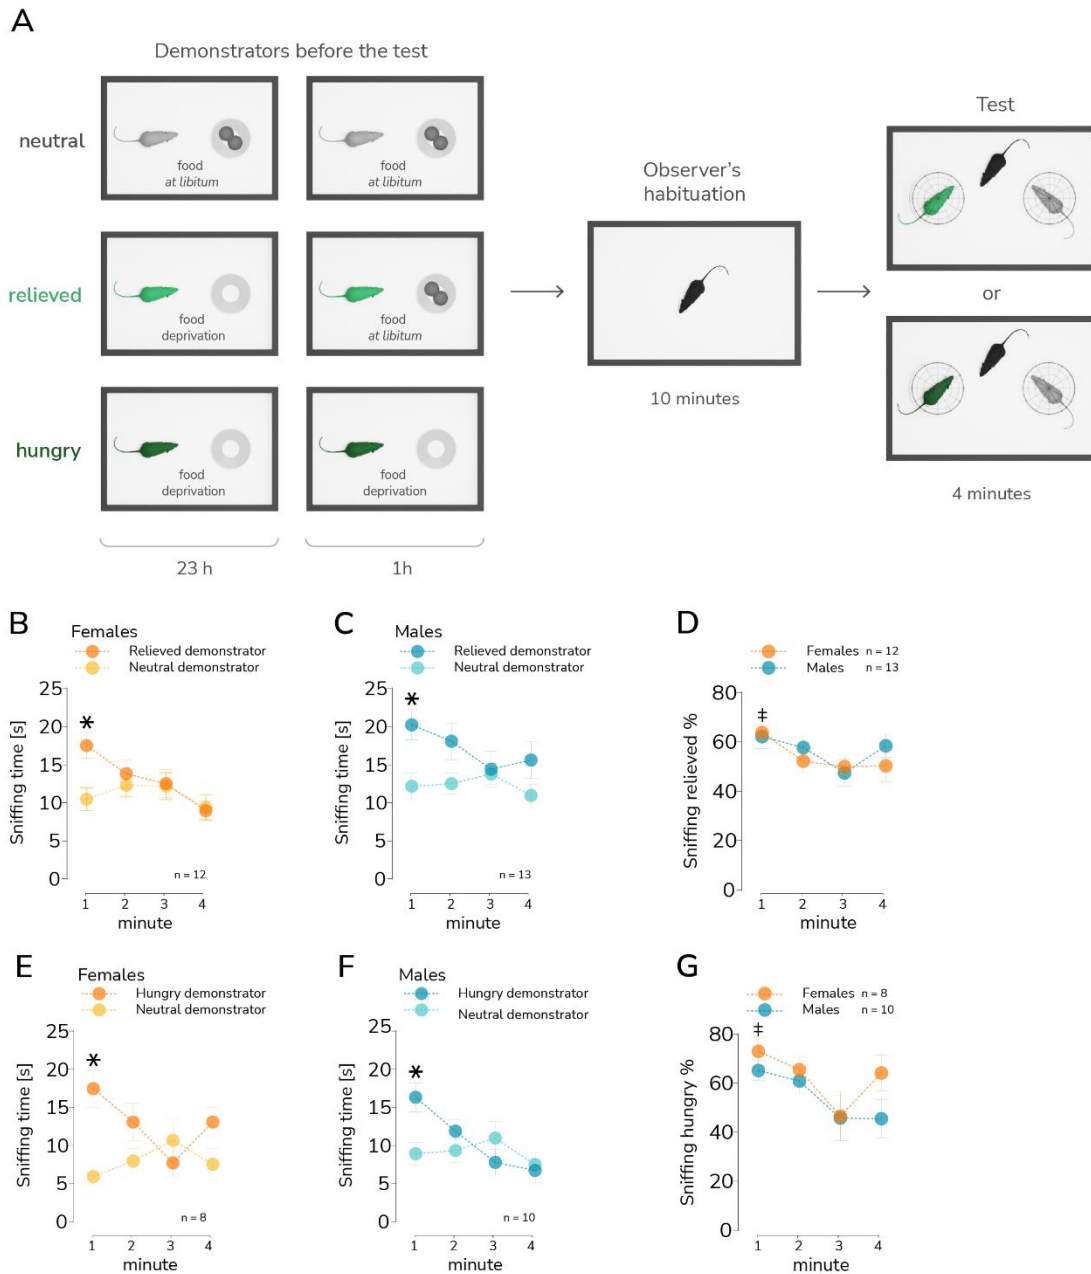 A
Demonstrators before the test
neutral
food
at libitum
food
at libitum
relieved
food
deprivation
food
at libitum
hungry
food
deprivation
food
deprivation
23 h
1h
Observer's
habituation
10 minutes
Test
or
4 minutes
B
Females
Relieved demonstrator
Neutral demonstrator
*
Sniffing time [s]
25
20
15
10
5
0
n = 12
1 2 3 4
minute
C
Males
Relieved demonstrator
Neutral demonstrator
*
Sniffing time [s]
25
20
15
10
5
0
n = 13
1 2 3 4
minute
D
Females n = 12
Males n = 13
‡
Sniffing relieved %
80
60
40
20
0
1 2 3 4
minute
E
Females
Hungry demonstrator
Neutral demonstrator
*
Sniffing time [s]
25
20
15
10
5
0
n = 8
1 2 3 4
minute
F
Males
Hungry demonstrator
Neutral demonstrator
*
Sniffing time [s]
25
20
15
10
5
0
n = 10
1 2 3 4
minute
G
Females n = 8
Males n = 10
‡
Sniffing hungry %
80
60
40
20
0
1 2 3 4
minute